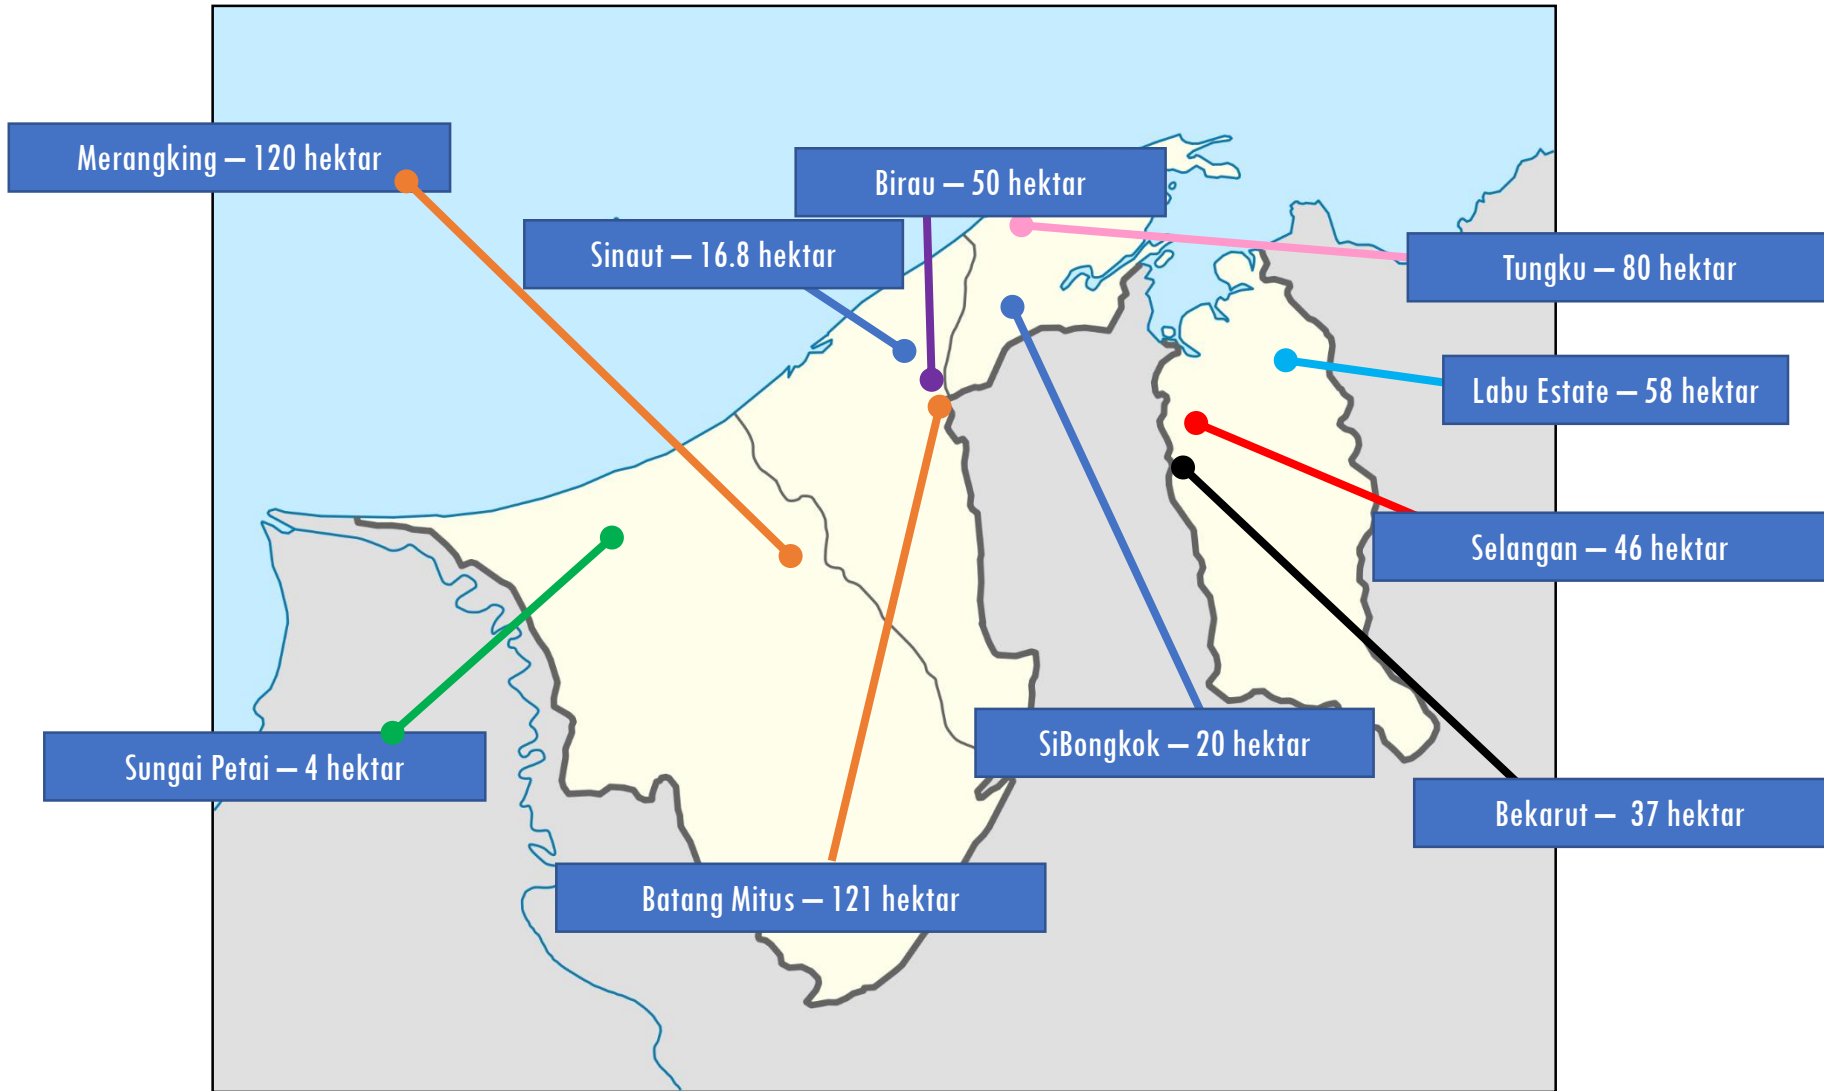 Merangking – 120 hektar
Birau – 50 hektar
Sinaut – 16.8 hektar
Tungku – 80 hektar
Labu Estate – 58 hektar
Selangan – 46 hektar
SiBongkok – 20 hektar
Sungai Petai – 4 hektar
Bekarut –  37 hektar
Batang Mitus – 121 hektar